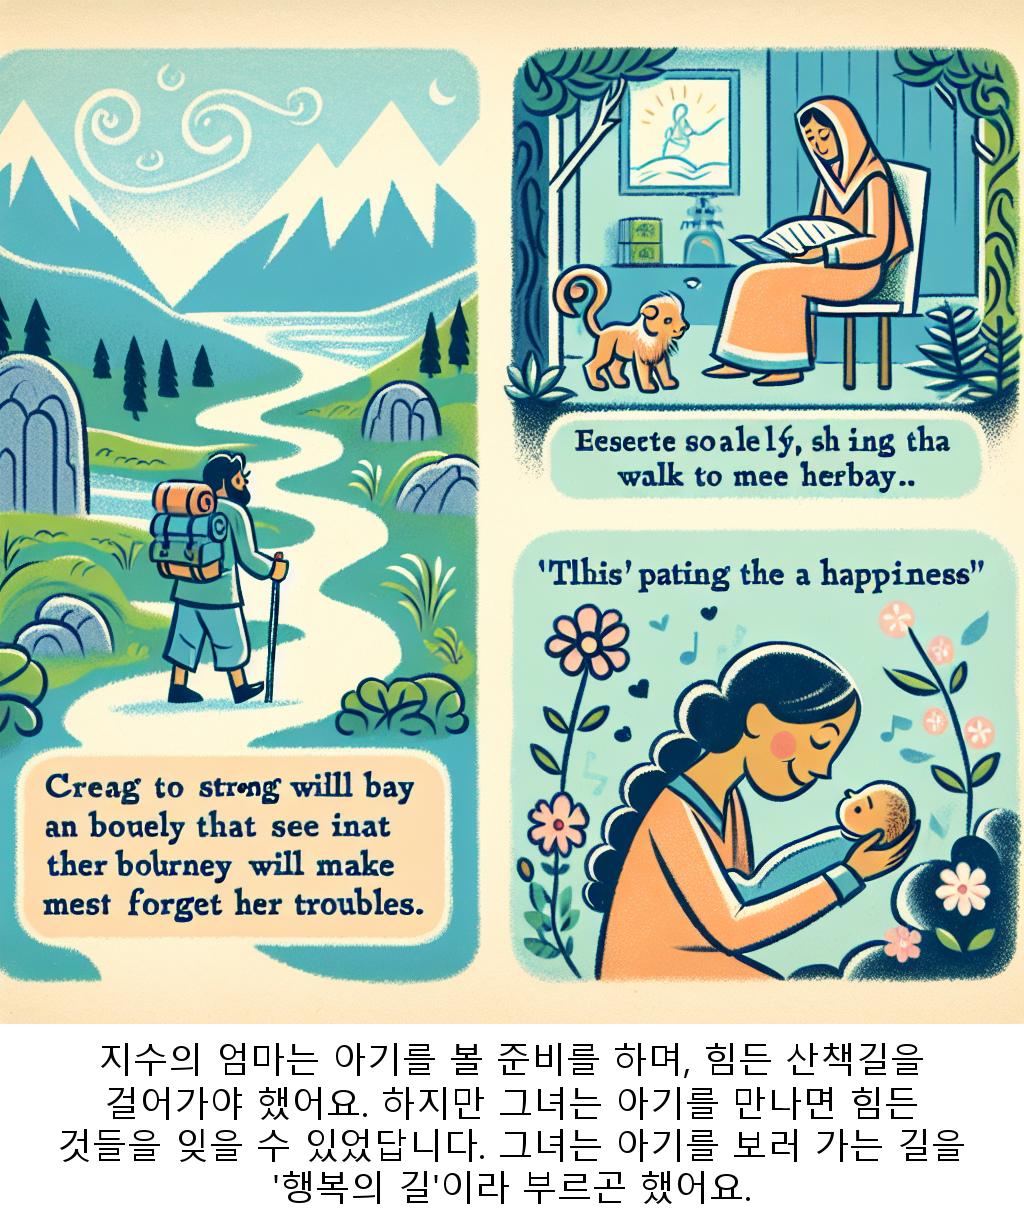 Creag to strong willl bay
an bouely that see inat
ther bolurney will make
mest forget her troubles.
Eesecte soalely, sh ing tha
walk to mee herbay..
'Tlhis' pating the a happiness"
지수의 엄마는 아기를 볼 준비를 하며, 힘든 산책길을
걸어가야 했어요. 하지만 그녀는 아기를 만나면 힘든
것들을 잊을 수 있었답니다. 그녀는 아기를 보러 가는 길을
'행복의 길'이라 부르곤 했어요.